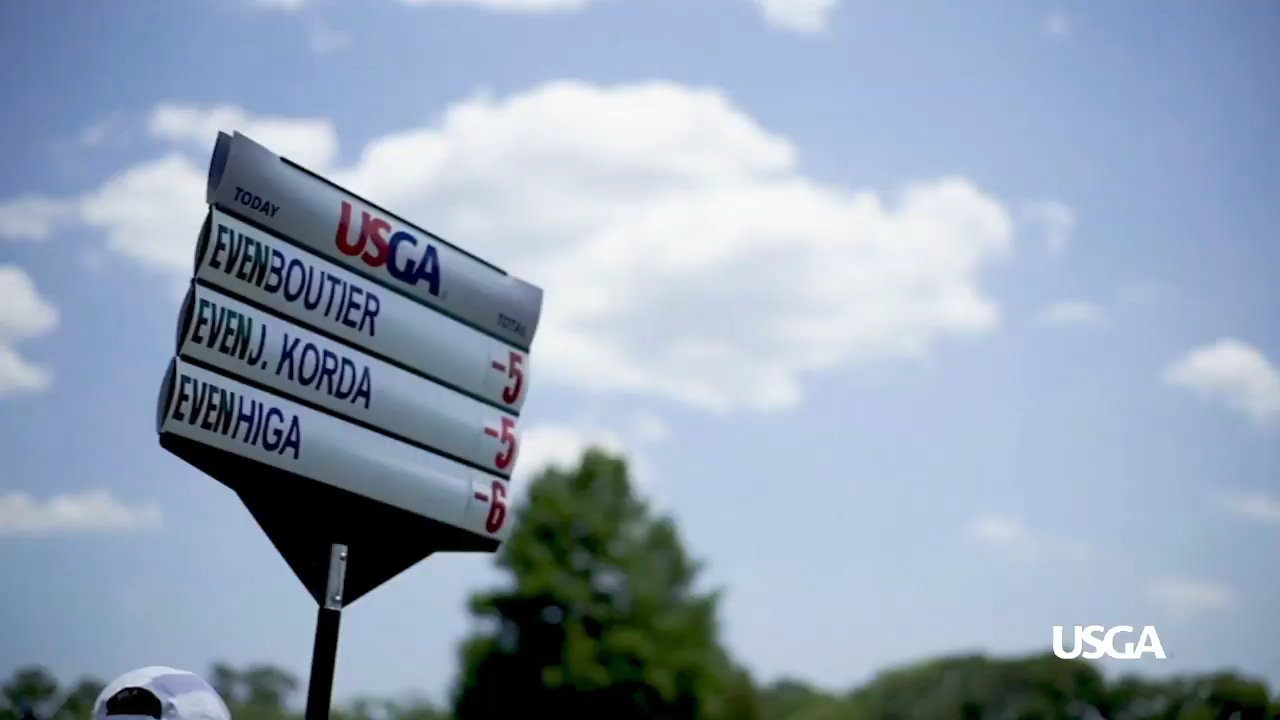 TODAY USGA TOTAL
EVEN BOUTIER -5
EVEN J. KORDA -5
EVEN HIGA -6
USGA